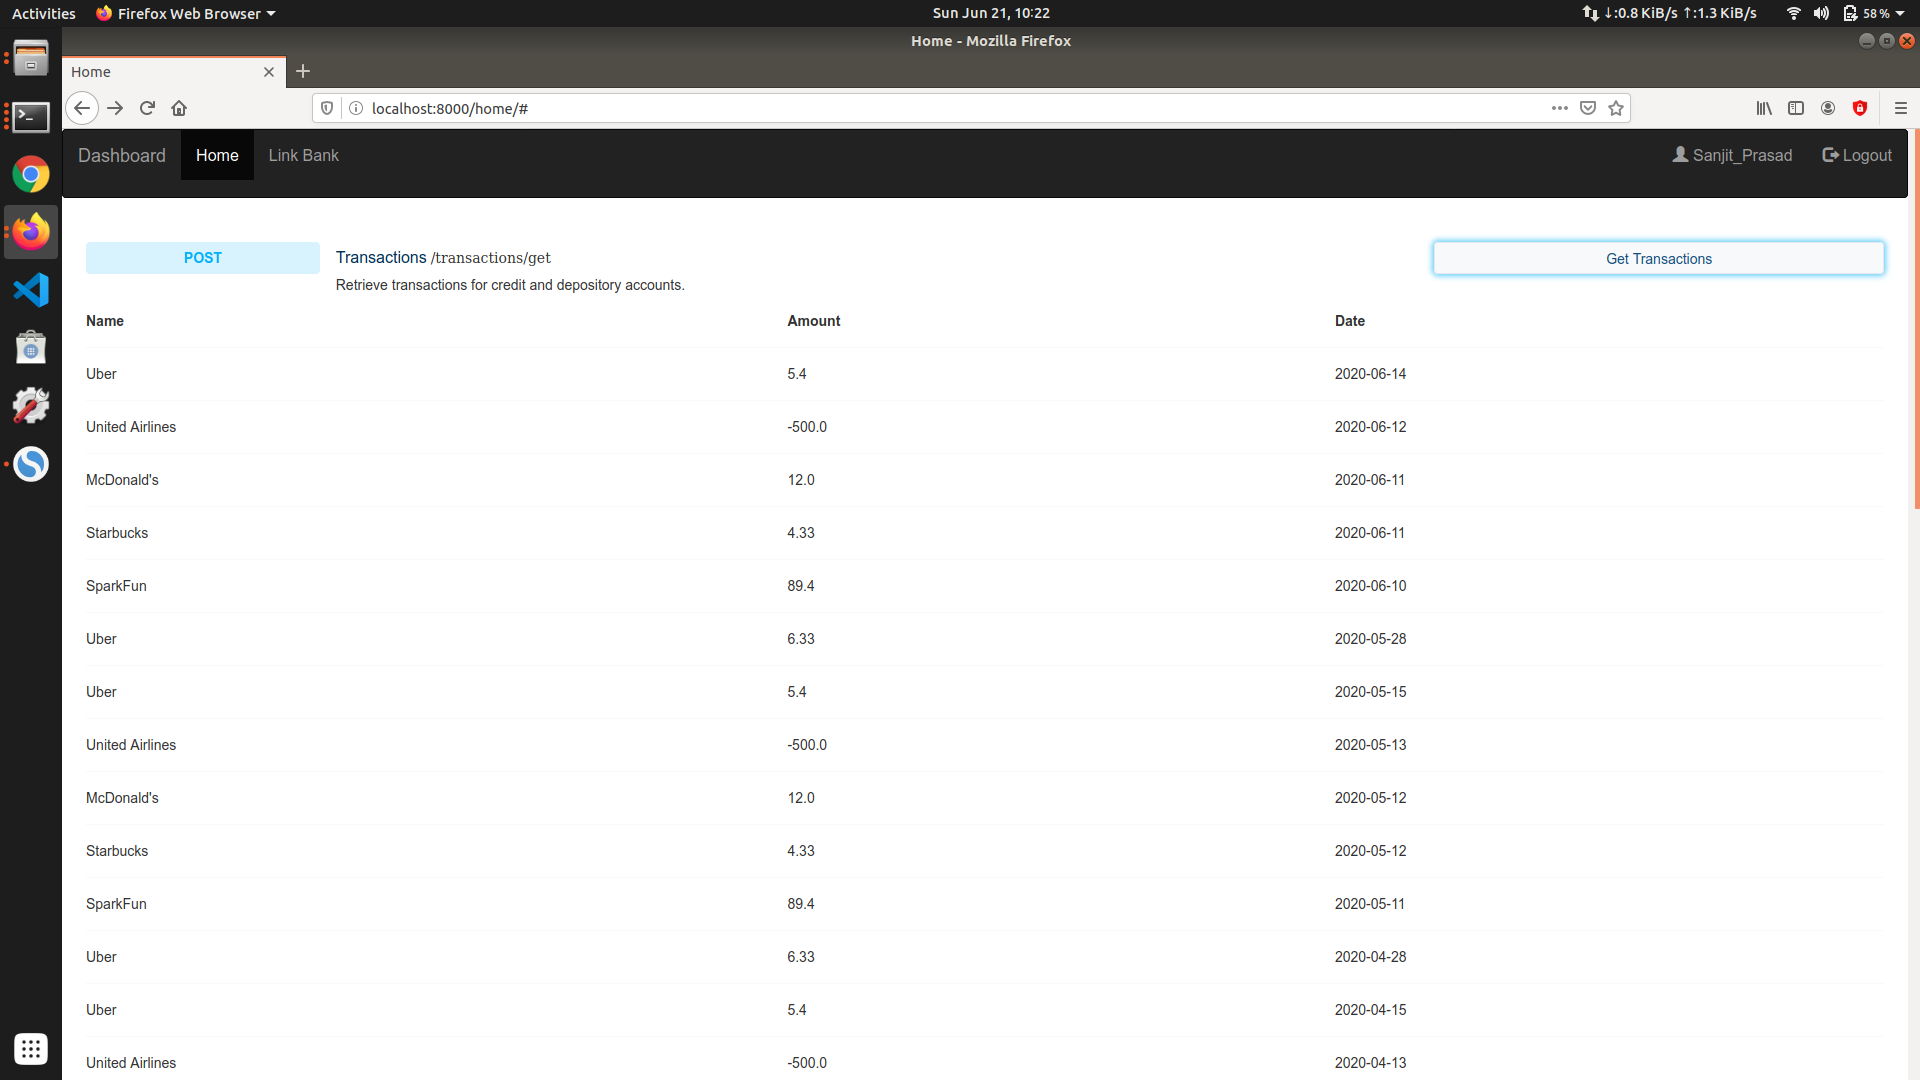 Activities Firefox Web Browser Sun Jun 21, 10:22 ↓:0.8 KiB/s ↑:1.3 KiB/s 58 %
Home - Mozilla Firefox
Home
localhost:8000/home/#
Dashboard Home Link Bank Sanjit_Prasad Logout
POST Transactions /transactions/get Get Transactions
Retrieve transactions for credit and depository accounts.
Name Amount Date
Uber 5.4 2020-06-14
United Airlines -500.0 2020-06-12
McDonald's 12.0 2020-06-11
Starbucks 4.33 2020-06-11
SparkFun 89.4 2020-06-10
Uber 6.33 2020-05-28
Uber 5.4 2020-05-15
United Airlines -500.0 2020-05-13
McDonald's 12.0 2020-05-12
Starbucks 4.33 2020-05-12
SparkFun 89.4 2020-05-11
Uber 6.33 2020-04-28
Uber 5.4 2020-04-15
United Airlines -500.0 2020-04-13